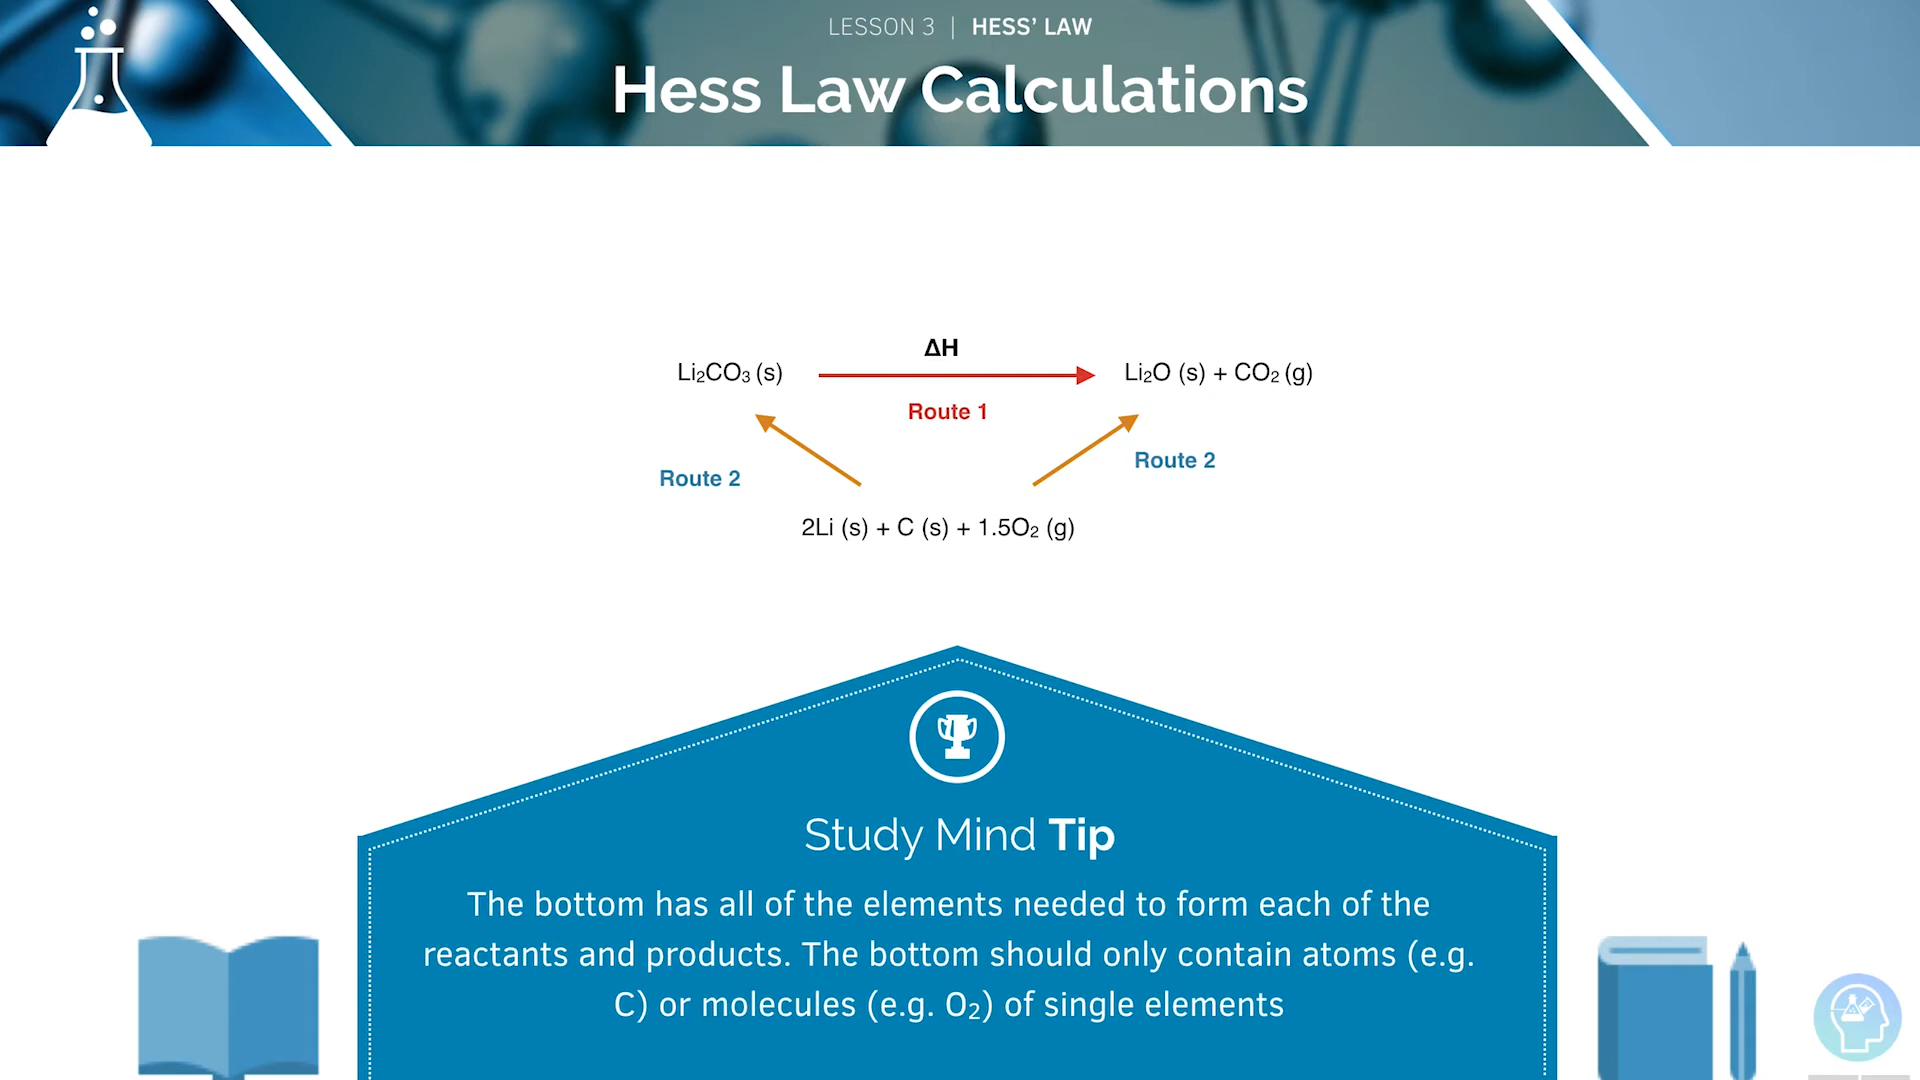 LESSON 3 | HESS’ LAW
Hess Law Calculations
ΔH
Li₂CO₃ (s)
Li₂O (s) + CO₂ (g)
Route 1
Route 2
Route 2
2Li (s) + C (s) + 1.5O₂ (g)
Study Mind Tip
The bottom has all of the elements needed to form each of the
reactants and products. The bottom should only contain atoms (e.g.
C) or molecules (e.g. O₂) of single elements